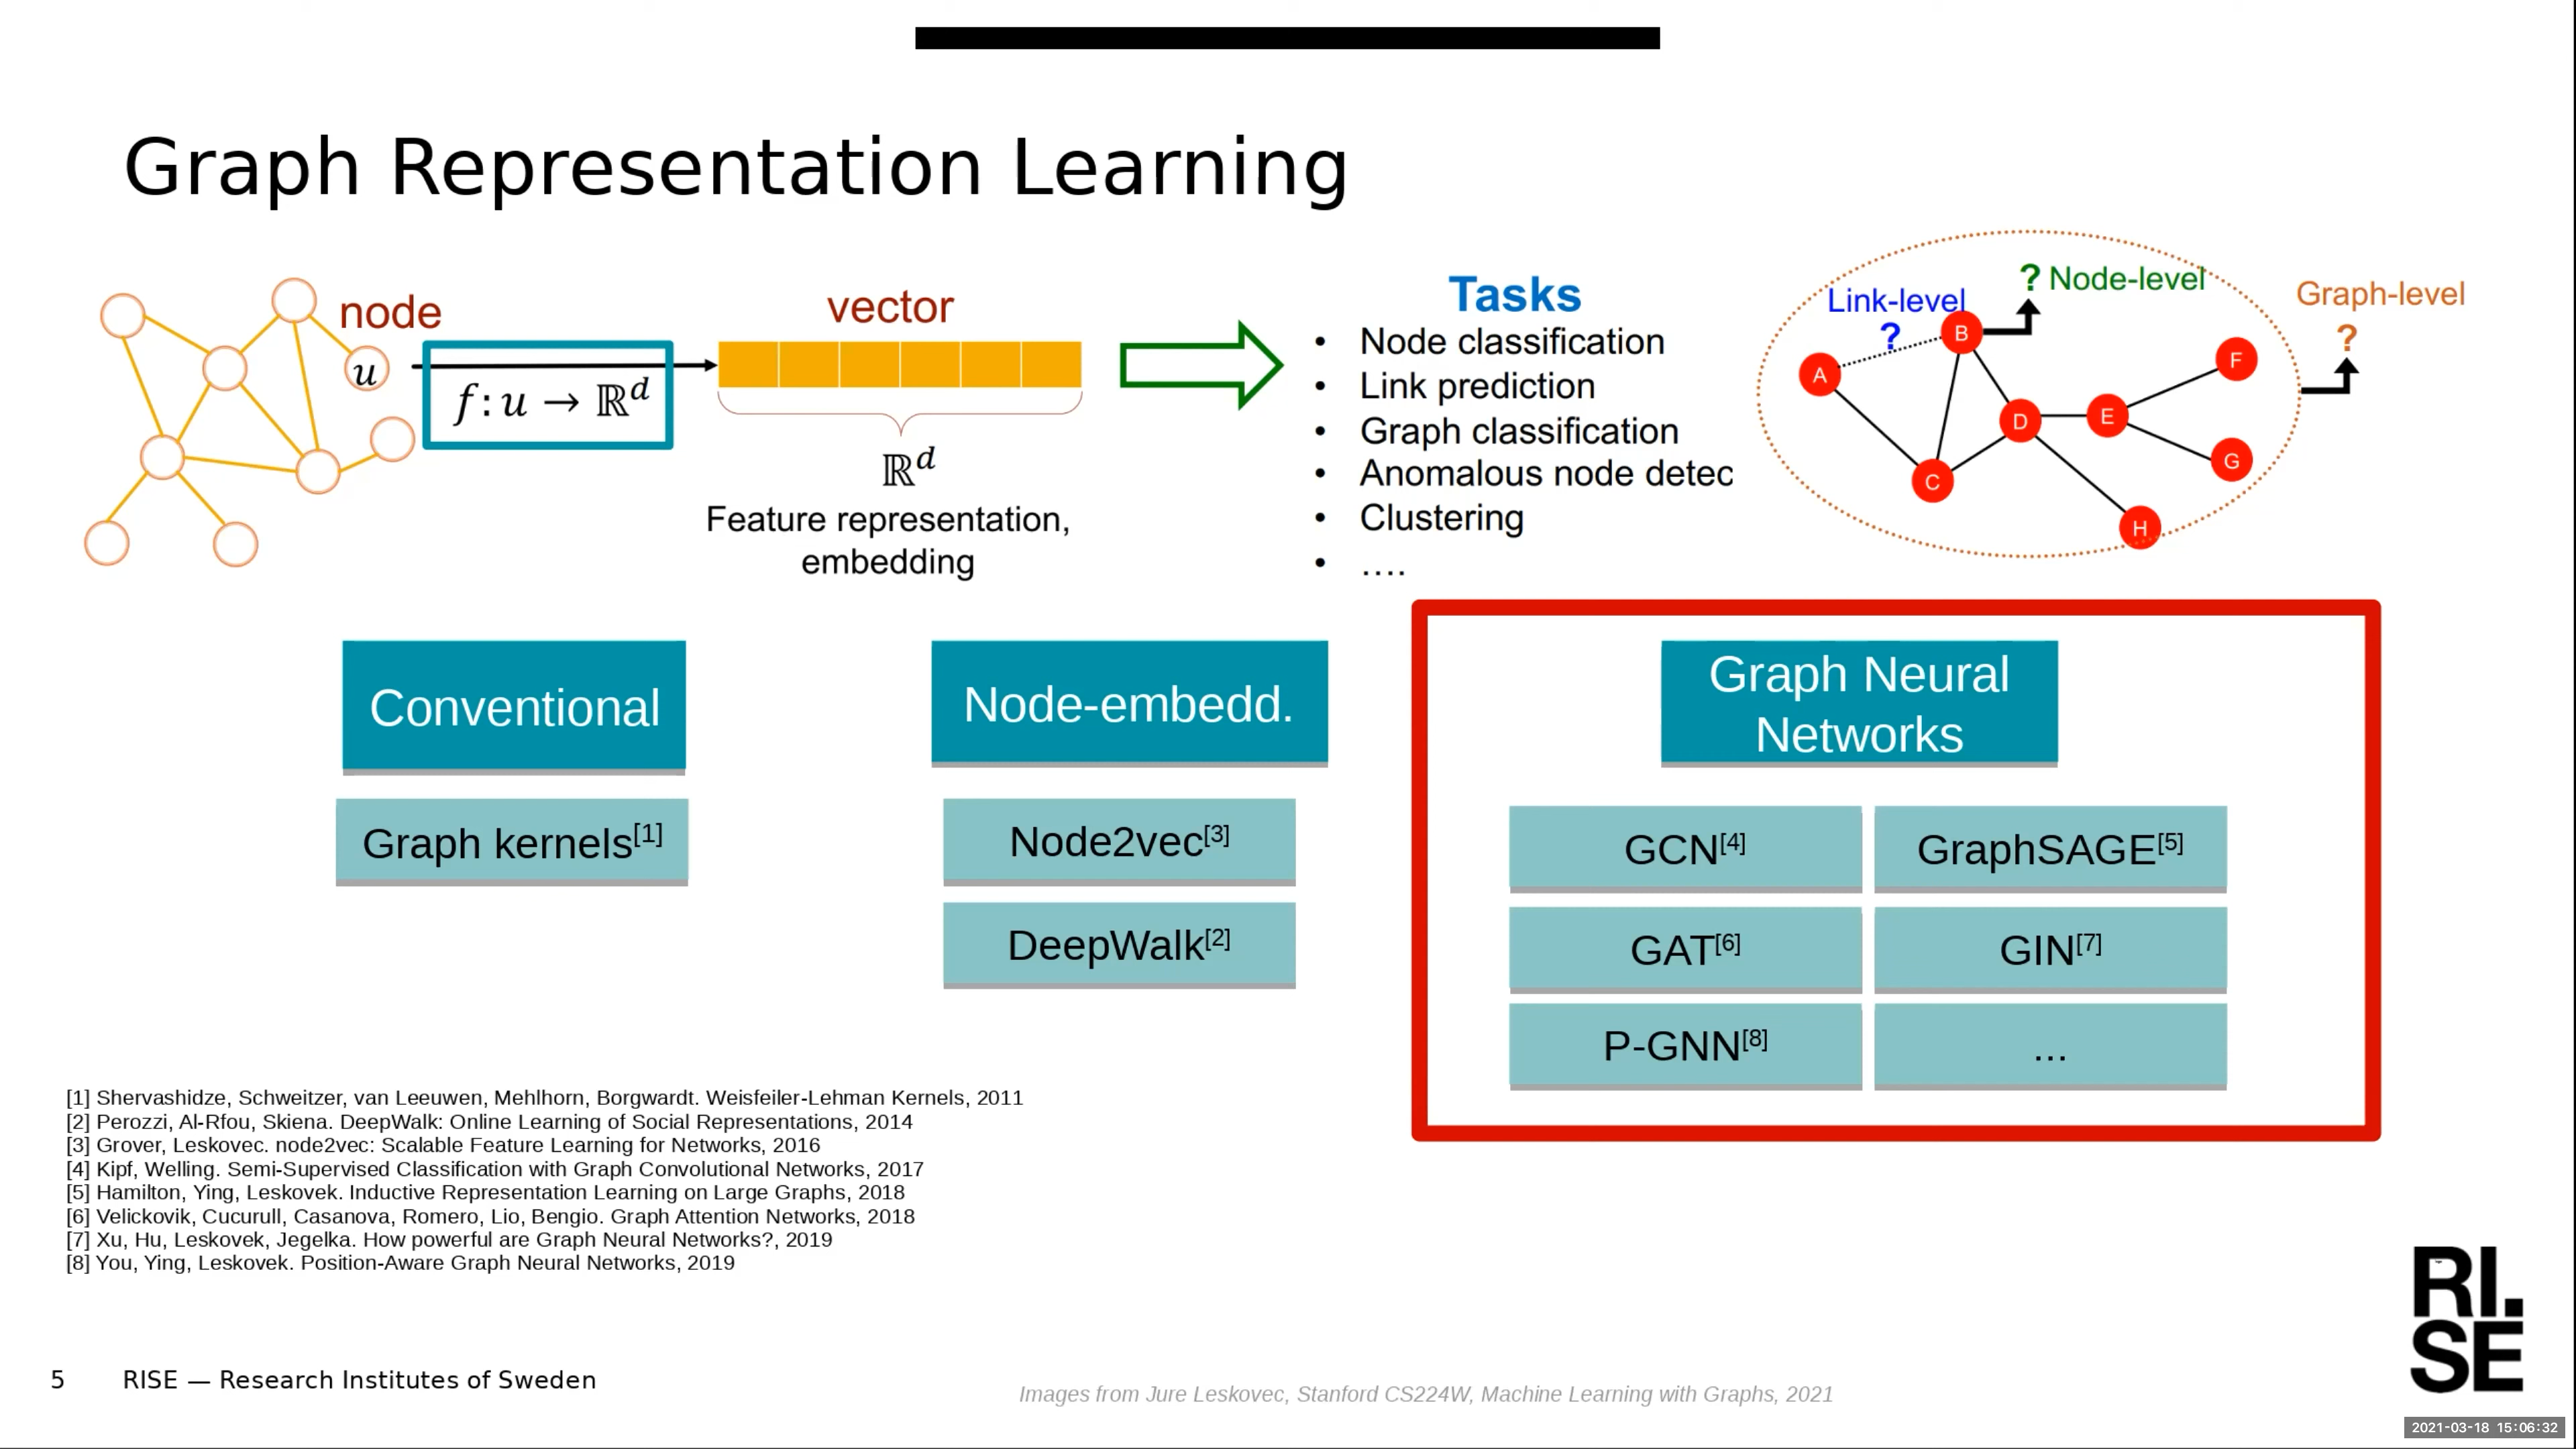 Graph Representation Learning
node
u
f: u → ℝ^d
vector
ℝ^d
Feature representation,
embedding
Tasks
• Node classification
• Link prediction
• Graph classification
• Anomalous node detec
• Clustering
• ....
Link-level
?
? Node-level
Graph-level
?
A
B
C
D
E
F
G
H
Conventional
Graph kernels[1]
Node-embedd.
Node2vec[3]
DeepWalk[2]
Graph Neural
Networks
GCN[4]
GraphSAGE[5]
GAT[6]
GIN[7]
P-GNN[8]
...
[1] Shervashidze, Schweitzer, van Leeuwen, Mehlhorn, Borgwardt. Weisfeiler-Lehman Kernels, 2011
[2] Perozzi, Al-Rfou, Skiena. DeepWalk: Online Learning of Social Representations, 2014
[3] Grover, Leskovec. node2vec: Scalable Feature Learning for Networks, 2016
[4] Kipf, Welling. Semi-Supervised Classification with Graph Convolutional Networks, 2017
[5] Hamilton, Ying, Leskovek. Inductive Representation Learning on Large Graphs, 2018
[6] Velickovik, Cucurull, Casanova, Romero, Lio, Bengio. Graph Attention Networks, 2018
[7] Xu, Hu, Leskovek, Jegelka. How powerful are Graph Neural Networks?, 2019
[8] You, Ying, Leskovek. Position-Aware Graph Neural Networks, 2019
5
RISE — Research Institutes of Sweden
Images from Jure Leskovec, Stanford CS224W, Machine Learning with Graphs, 2021
RI.
SE
2021-03-18 15:06:32